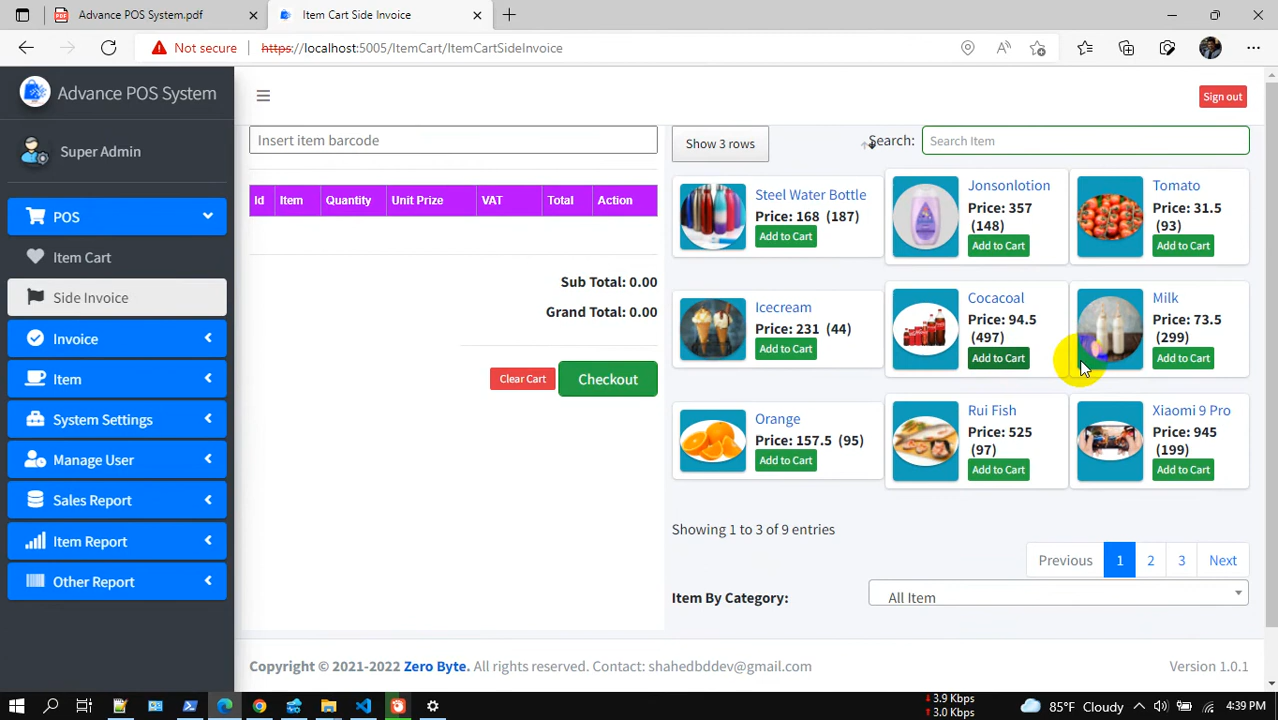 Advance POS System.pdf
Item Cart Side Invoice
Not secure
https://localhost:5005/ItemCart/ItemCartSideInvoice
Advance POS System
Sign out
Super Admin
POS
Item Cart
Side Invoice
Invoice
Item
System Settings
Manage User
Sales Report
Item Report
Other Report
Insert item barcode
Id Item Quantity Unit Prize VAT Total Action
Sub Total: 0.00
Grand Total: 0.00
Clear Cart
Checkout
Show 3 rows
Search:
Search Item
Steel Water Bottle
Price: 168 (187)
Add to Cart
Jonsonlotion
Price: 357
(148)
Add to Cart
Tomato
Price: 31.5
(93)
Add to Cart
Icecream
Price: 231 (44)
Add to Cart
Cocacoal
Price: 94.5
(497)
Add to Cart
Milk
Price: 73.5
(299)
Add to Cart
Orange
Price: 157.5 (95)
Add to Cart
Rui Fish
Price: 525
(97)
Add to Cart
Xiaomi 9 Pro
Price: 945
(199)
Add to Cart
Showing 1 to 3 of 9 entries
Previous 1 2 3 Next
Item By Category:
All Item
Copyright © 2021-2022 Zero Byte. All rights reserved. Contact: shahedbddev@gmail.com
Version 1.0.1
3.9 Kbps
3.0 Kbps
85°F Cloudy
4:39 PM